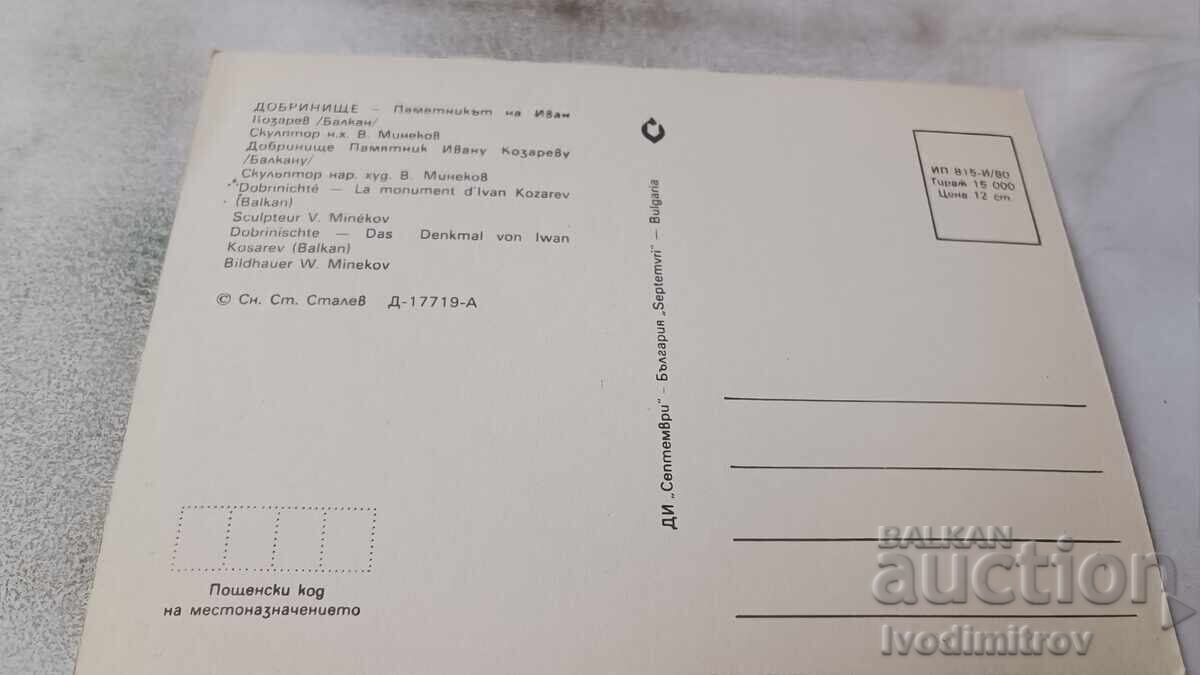 ДОБРИНИЩЕ – Паметникът на Иван
Козарев /Балкан/
Скулптор н.х. В. Минеков
Добринище Памятник Ивану Козареву
/Балкану/
Скульптор нар. худ. В. Минеков
Dobrinichté – La monument d'Ivan Kozarev
(Balkan)
Sculpteur V. Minékov
Dobrinischte – Das Denkmal von Iwan
Kosarev (Balkan)
Bildhauer W. Minekov
© Сн. Ст. Сталев Д-17719-А
Пощенски код
на местоназначението
ДИ „Септември" – България „Septemvri" – Bulgaria
ИП 815-И/80
Тираж 15 000
Цена 12 ст.
BALKAN
auction
Ivodimitrov